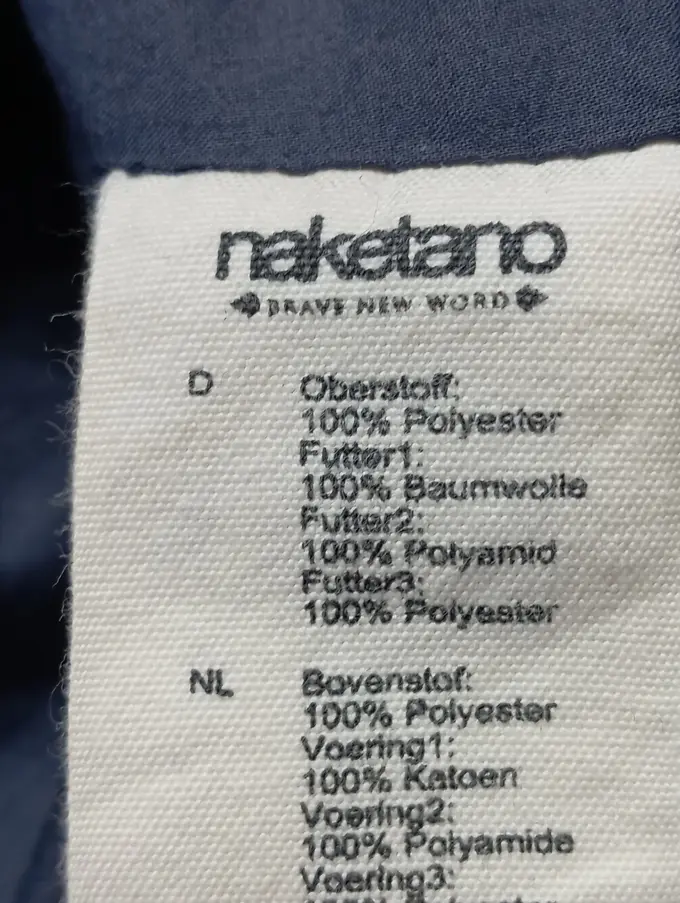 naketano
BRAVE NEW WORD
D
Oberstoff:
100% Polyester
Futter1:
100% Baumwolle
Futter2:
100% Polyamid
Futter3:
100% Polyester
NL
Bovenstof:
100% Polyester
Voering1:
100% Katoen
Voering2:
100% Polyamide
Voering3: